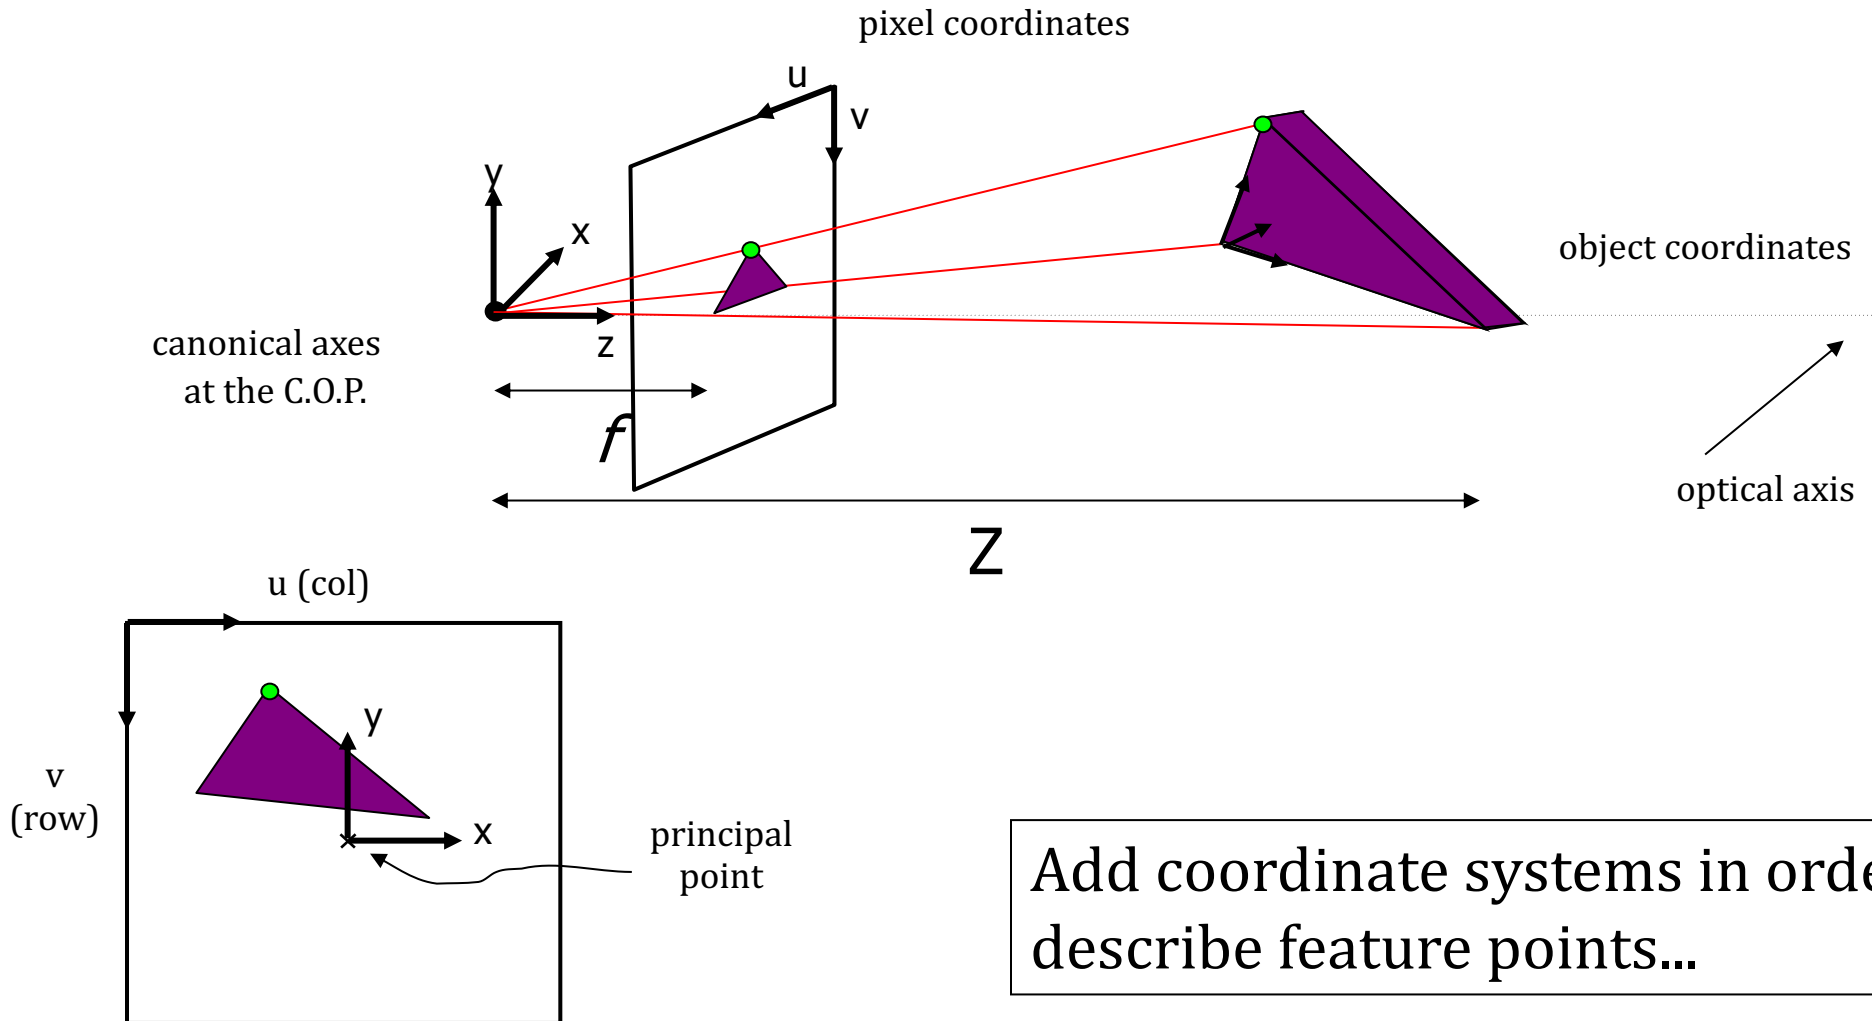 pixel coordinates
u
v
y
x
object coordinates
z
canonical axes
at the C.O.P.
f
optical axis
Z
u (col)
y
v
(row)
x
principal
point
Add coordinate systems in orde
describe feature points...